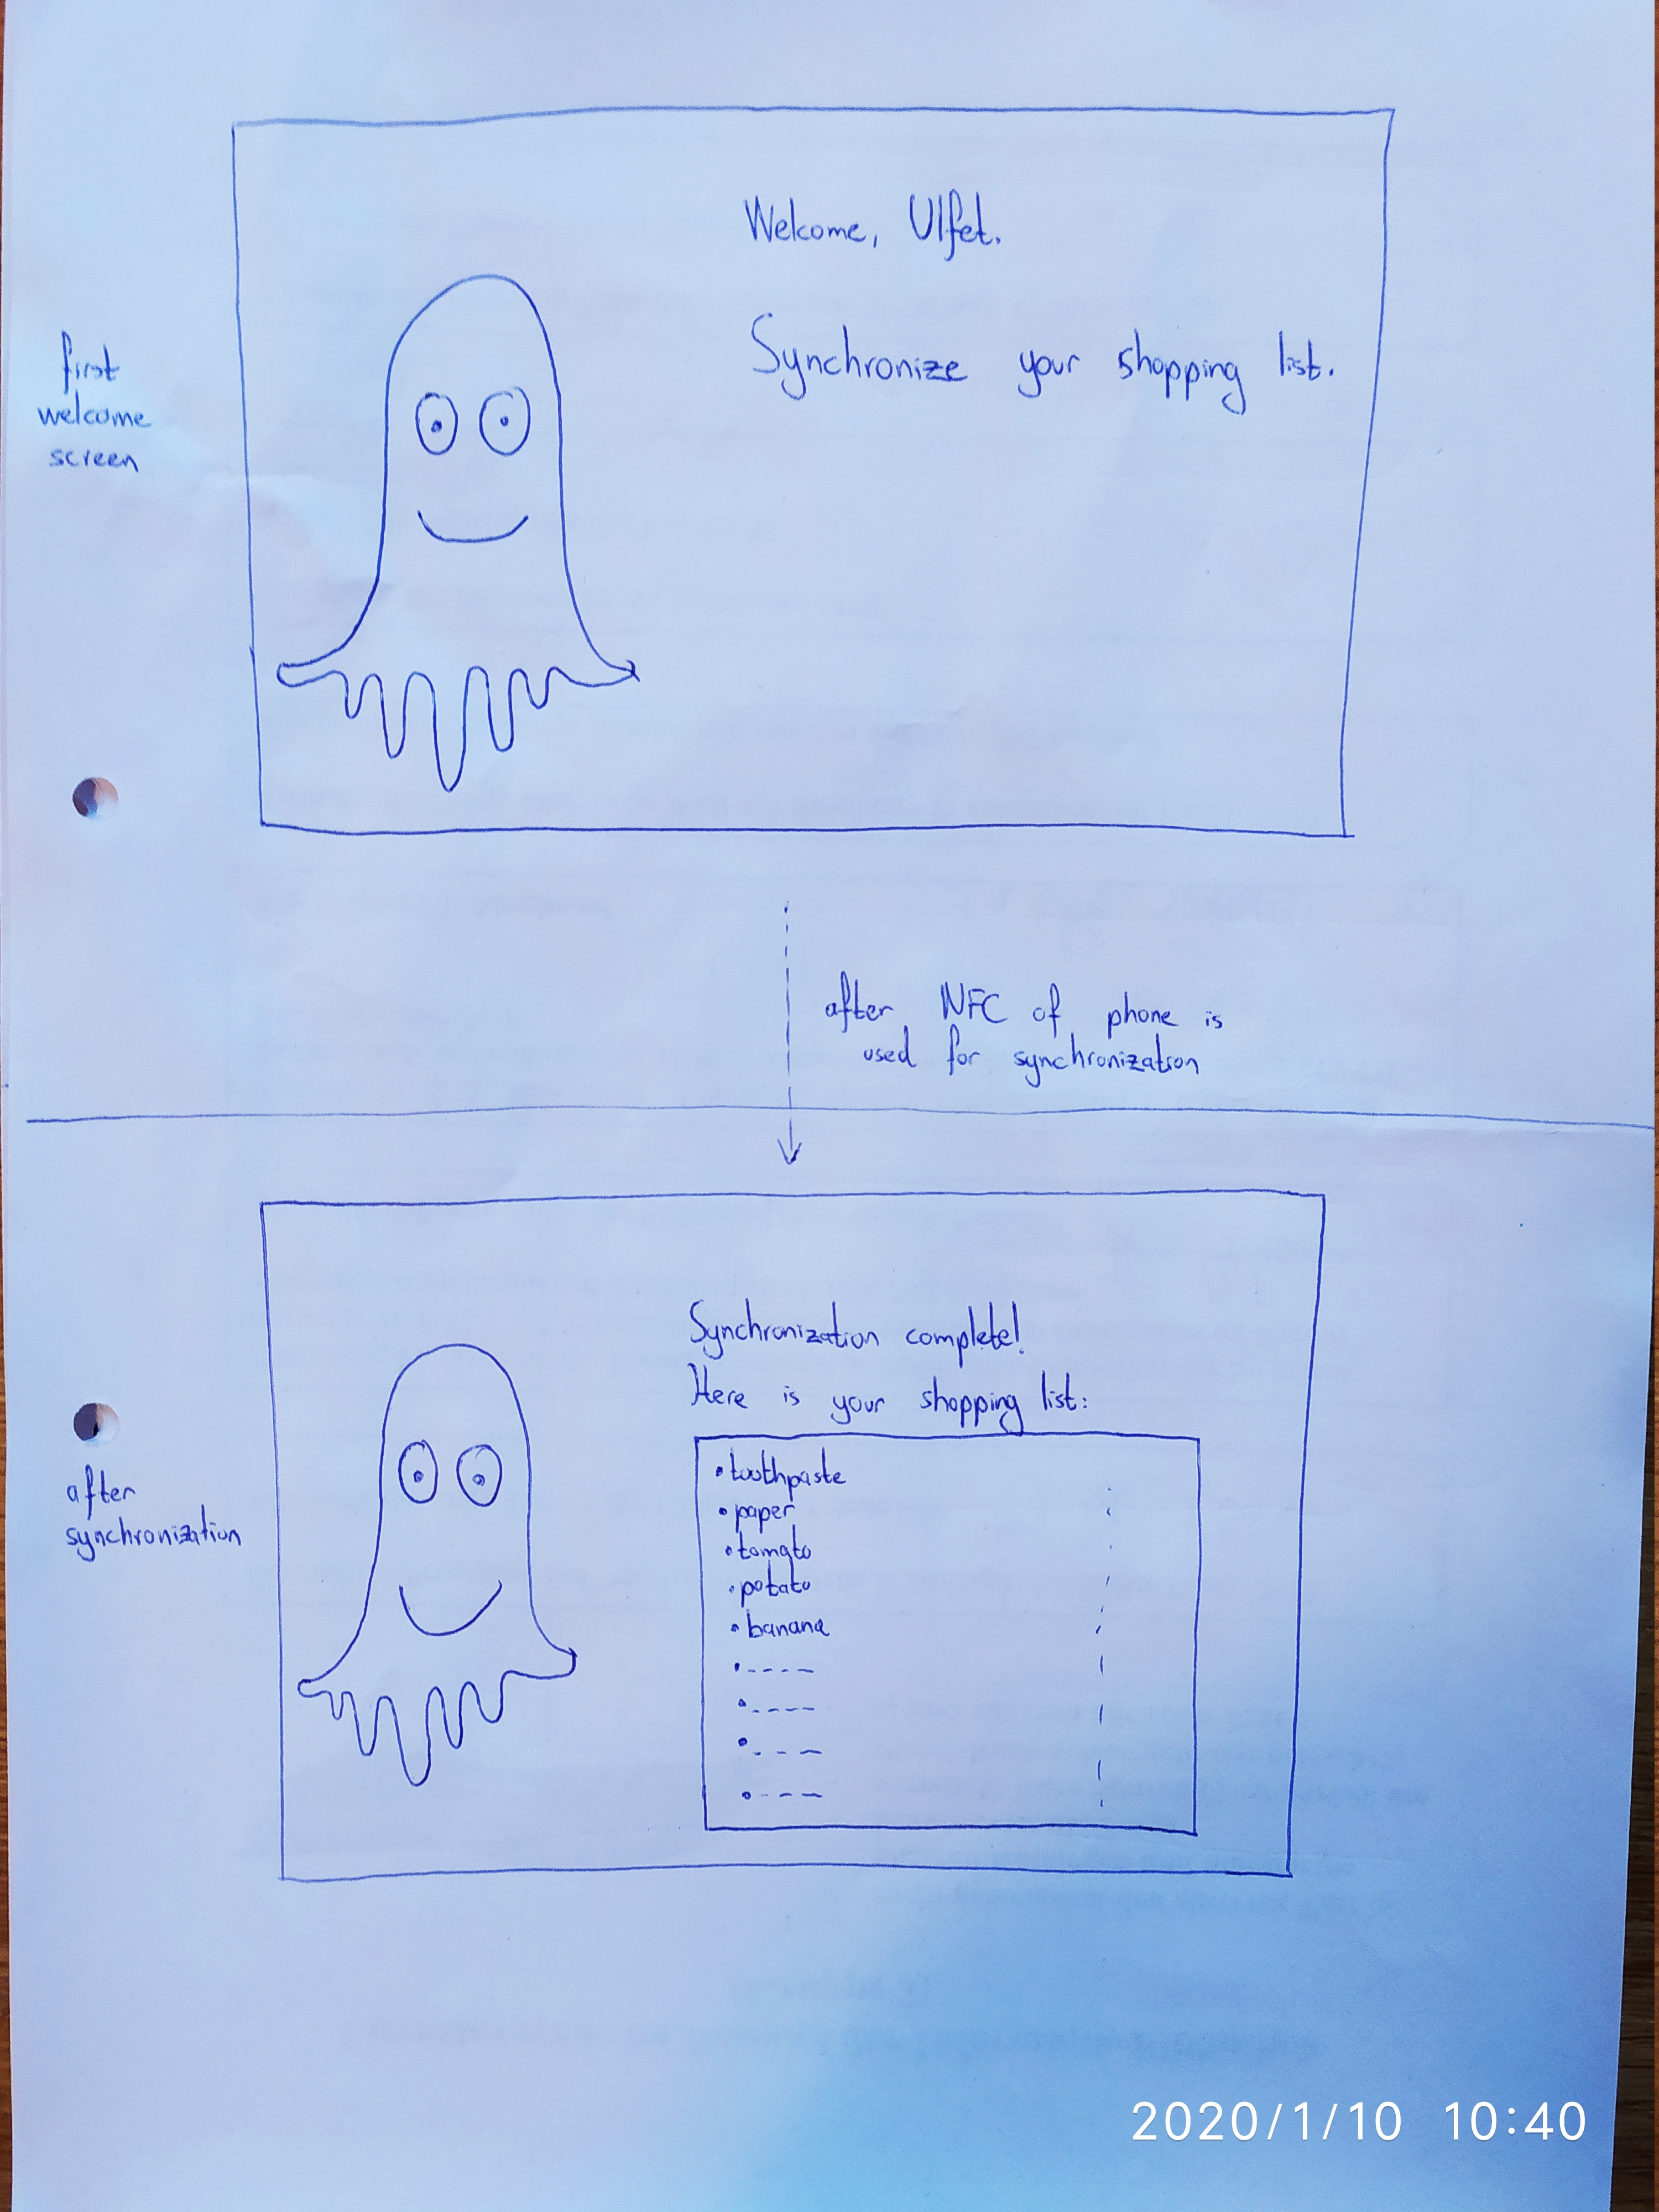 Welcome, Ulfet.
Synchronize your shopping list.
first
welcome
screen
after NFC of phone is
used for synchronization
Synchronization complete!
Here is your shopping list:
• toothpaste
• paper
• tomato
• potato
• banana
after
synchronization
2020/1/10 10:40